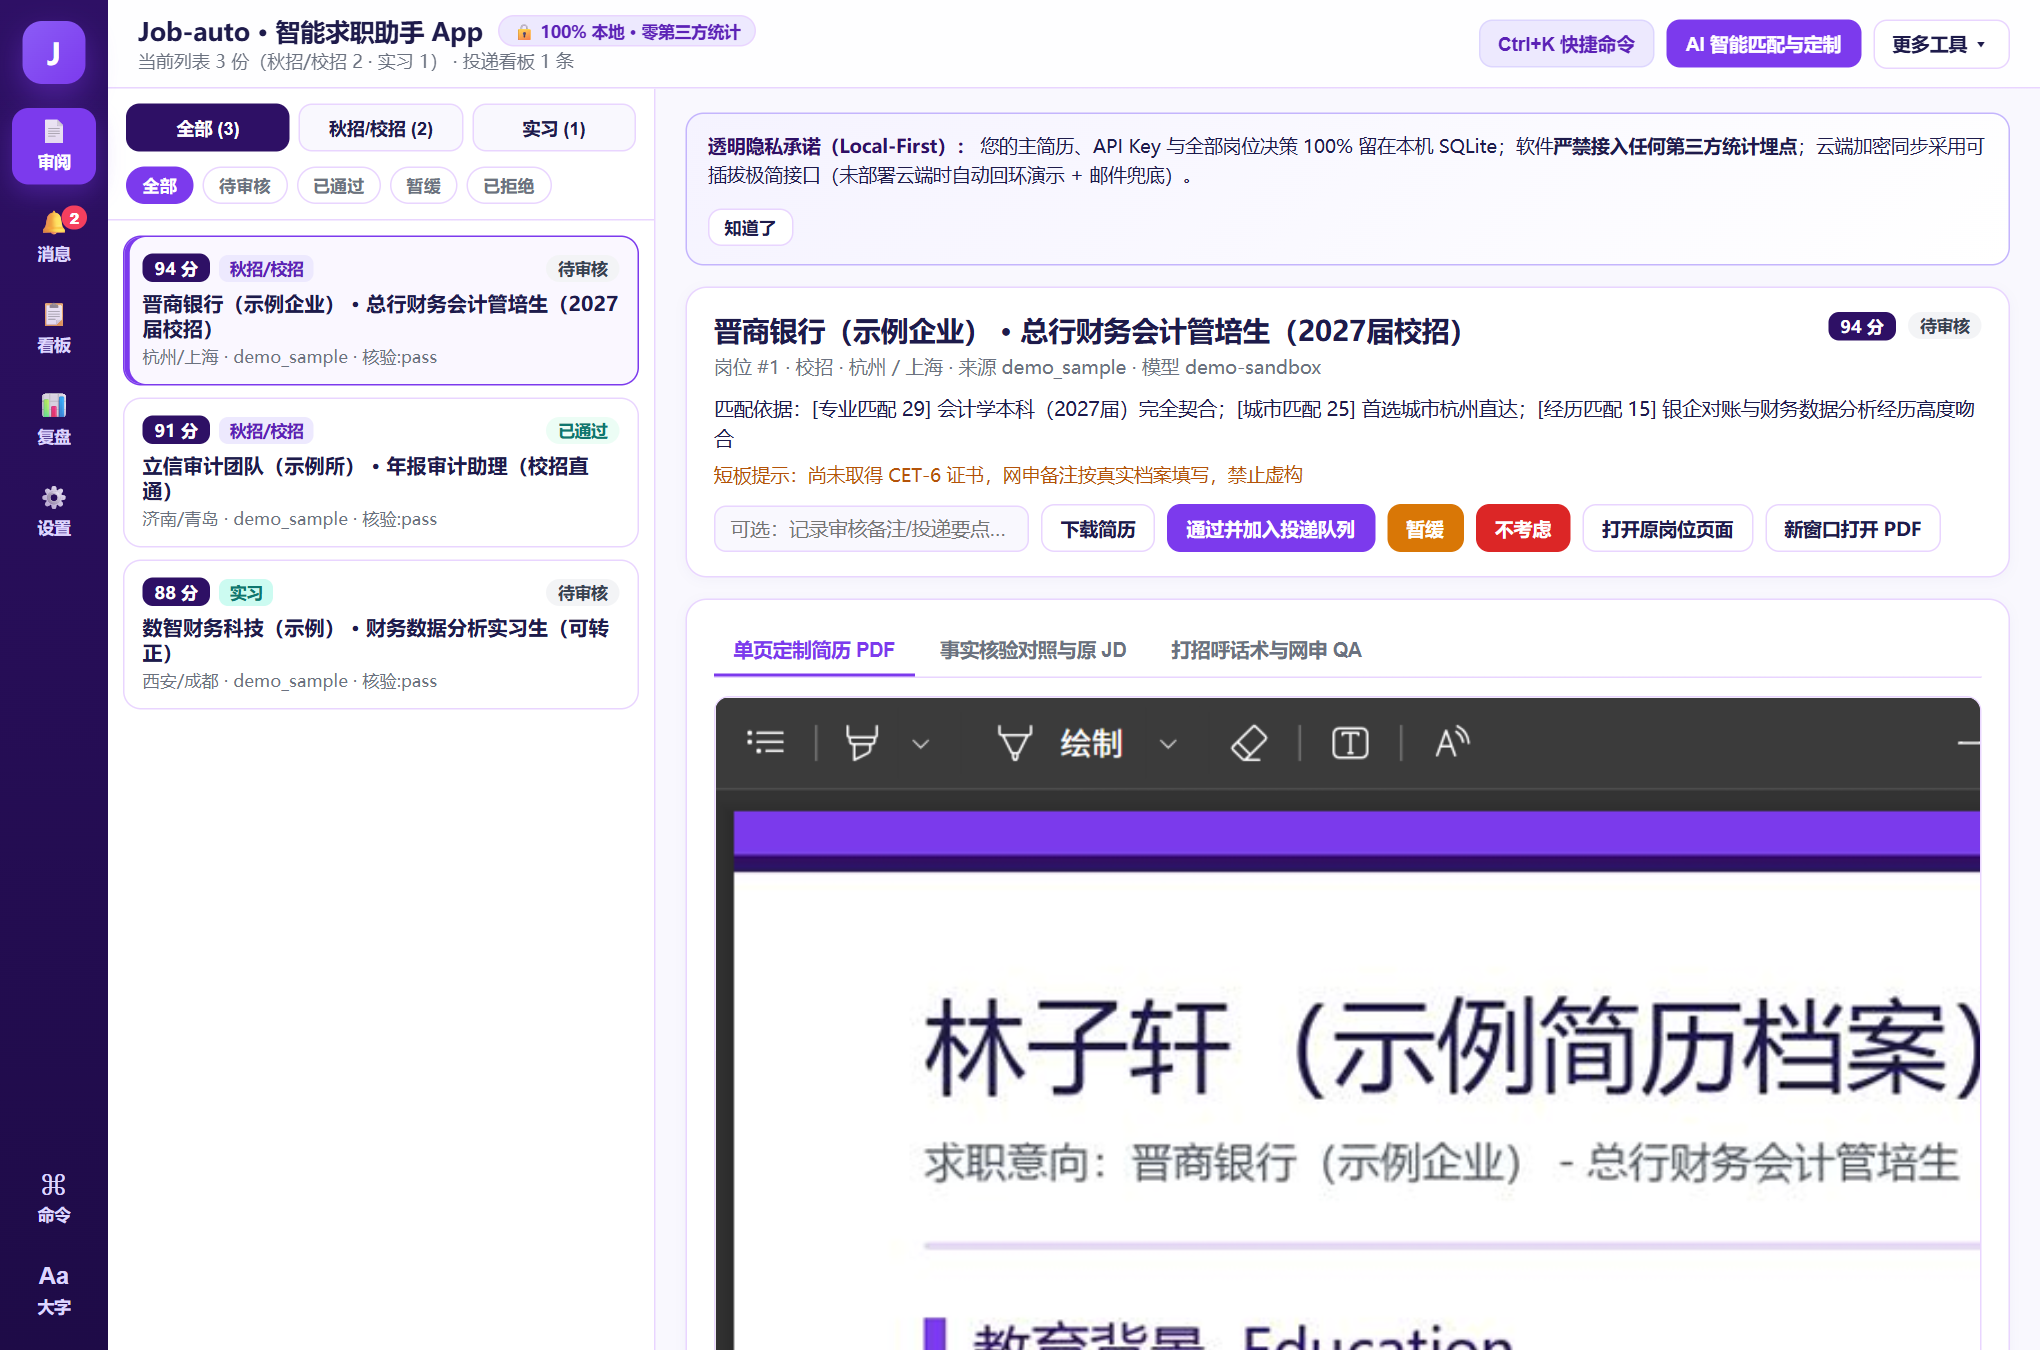 J
审阅
2
消息
看板
复盘
设置
⌘
命令
Aa
大字
Job-auto • 智能求职助手 App
🔒 100% 本地 • 零第三方统计
当前列表 3 份（秋招/校招 2 · 实习 1） · 投递看板 1 条
Ctrl+K 快捷命令
AI 智能匹配与定制
更多工具 ▾
全部 (3)
秋招/校招 (2)
实习 (1)
全部
待审核
已通过
暂缓
已拒绝
94 分
秋招/校招
待审核
晋商银行（示例企业） • 总行财务会计管培生（2027
届校招）
杭州/上海 · demo_sample · 核验:pass
91 分
秋招/校招
已通过
立信审计团队（示例所） • 年报审计助理（校招直
通）
济南/青岛 · demo_sample · 核验:pass
88 分
实习
待审核
数智财务科技（示例） • 财务数据分析实习生（可转
正）
西安/成都 · demo_sample · 核验:pass
透明隐私承诺（Local-First）： 您的主简历、API Key 与全部岗位决策 100% 留在本机 SQLite；软件严禁接入任何第三方统计埋点；云端加密同步采用可
插拔极简接口（未部署云端时自动回环演示 + 邮件兜底）。
知道了
晋商银行（示例企业） • 总行财务会计管培生（2027届校招）
94 分
待审核
岗位 #1 · 校招 · 杭州 / 上海 · 来源 demo_sample · 模型 demo-sandbox
匹配依据：[专业匹配 29] 会计学本科（2027届）完全契合；[城市匹配 25] 首选城市杭州直达；[经历匹配 15] 银企对账与财务数据分析经历高度吻
合
短板提示：尚未取得 CET-6 证书，网申备注按真实档案填写，禁止虚构
可选：记录审核备注/投递要点...
下载简历
通过并加入投递队列
暂缓
不考虑
打开原岗位页面
新窗口打开 PDF
单页定制简历 PDF
事实核验对照与原 JD
打招呼话术与网申 QA
绘制
林子轩（示例简历档案）
求职意向：晋商银行（示例企业） - 总行财务会计管培生
教育背景 Education